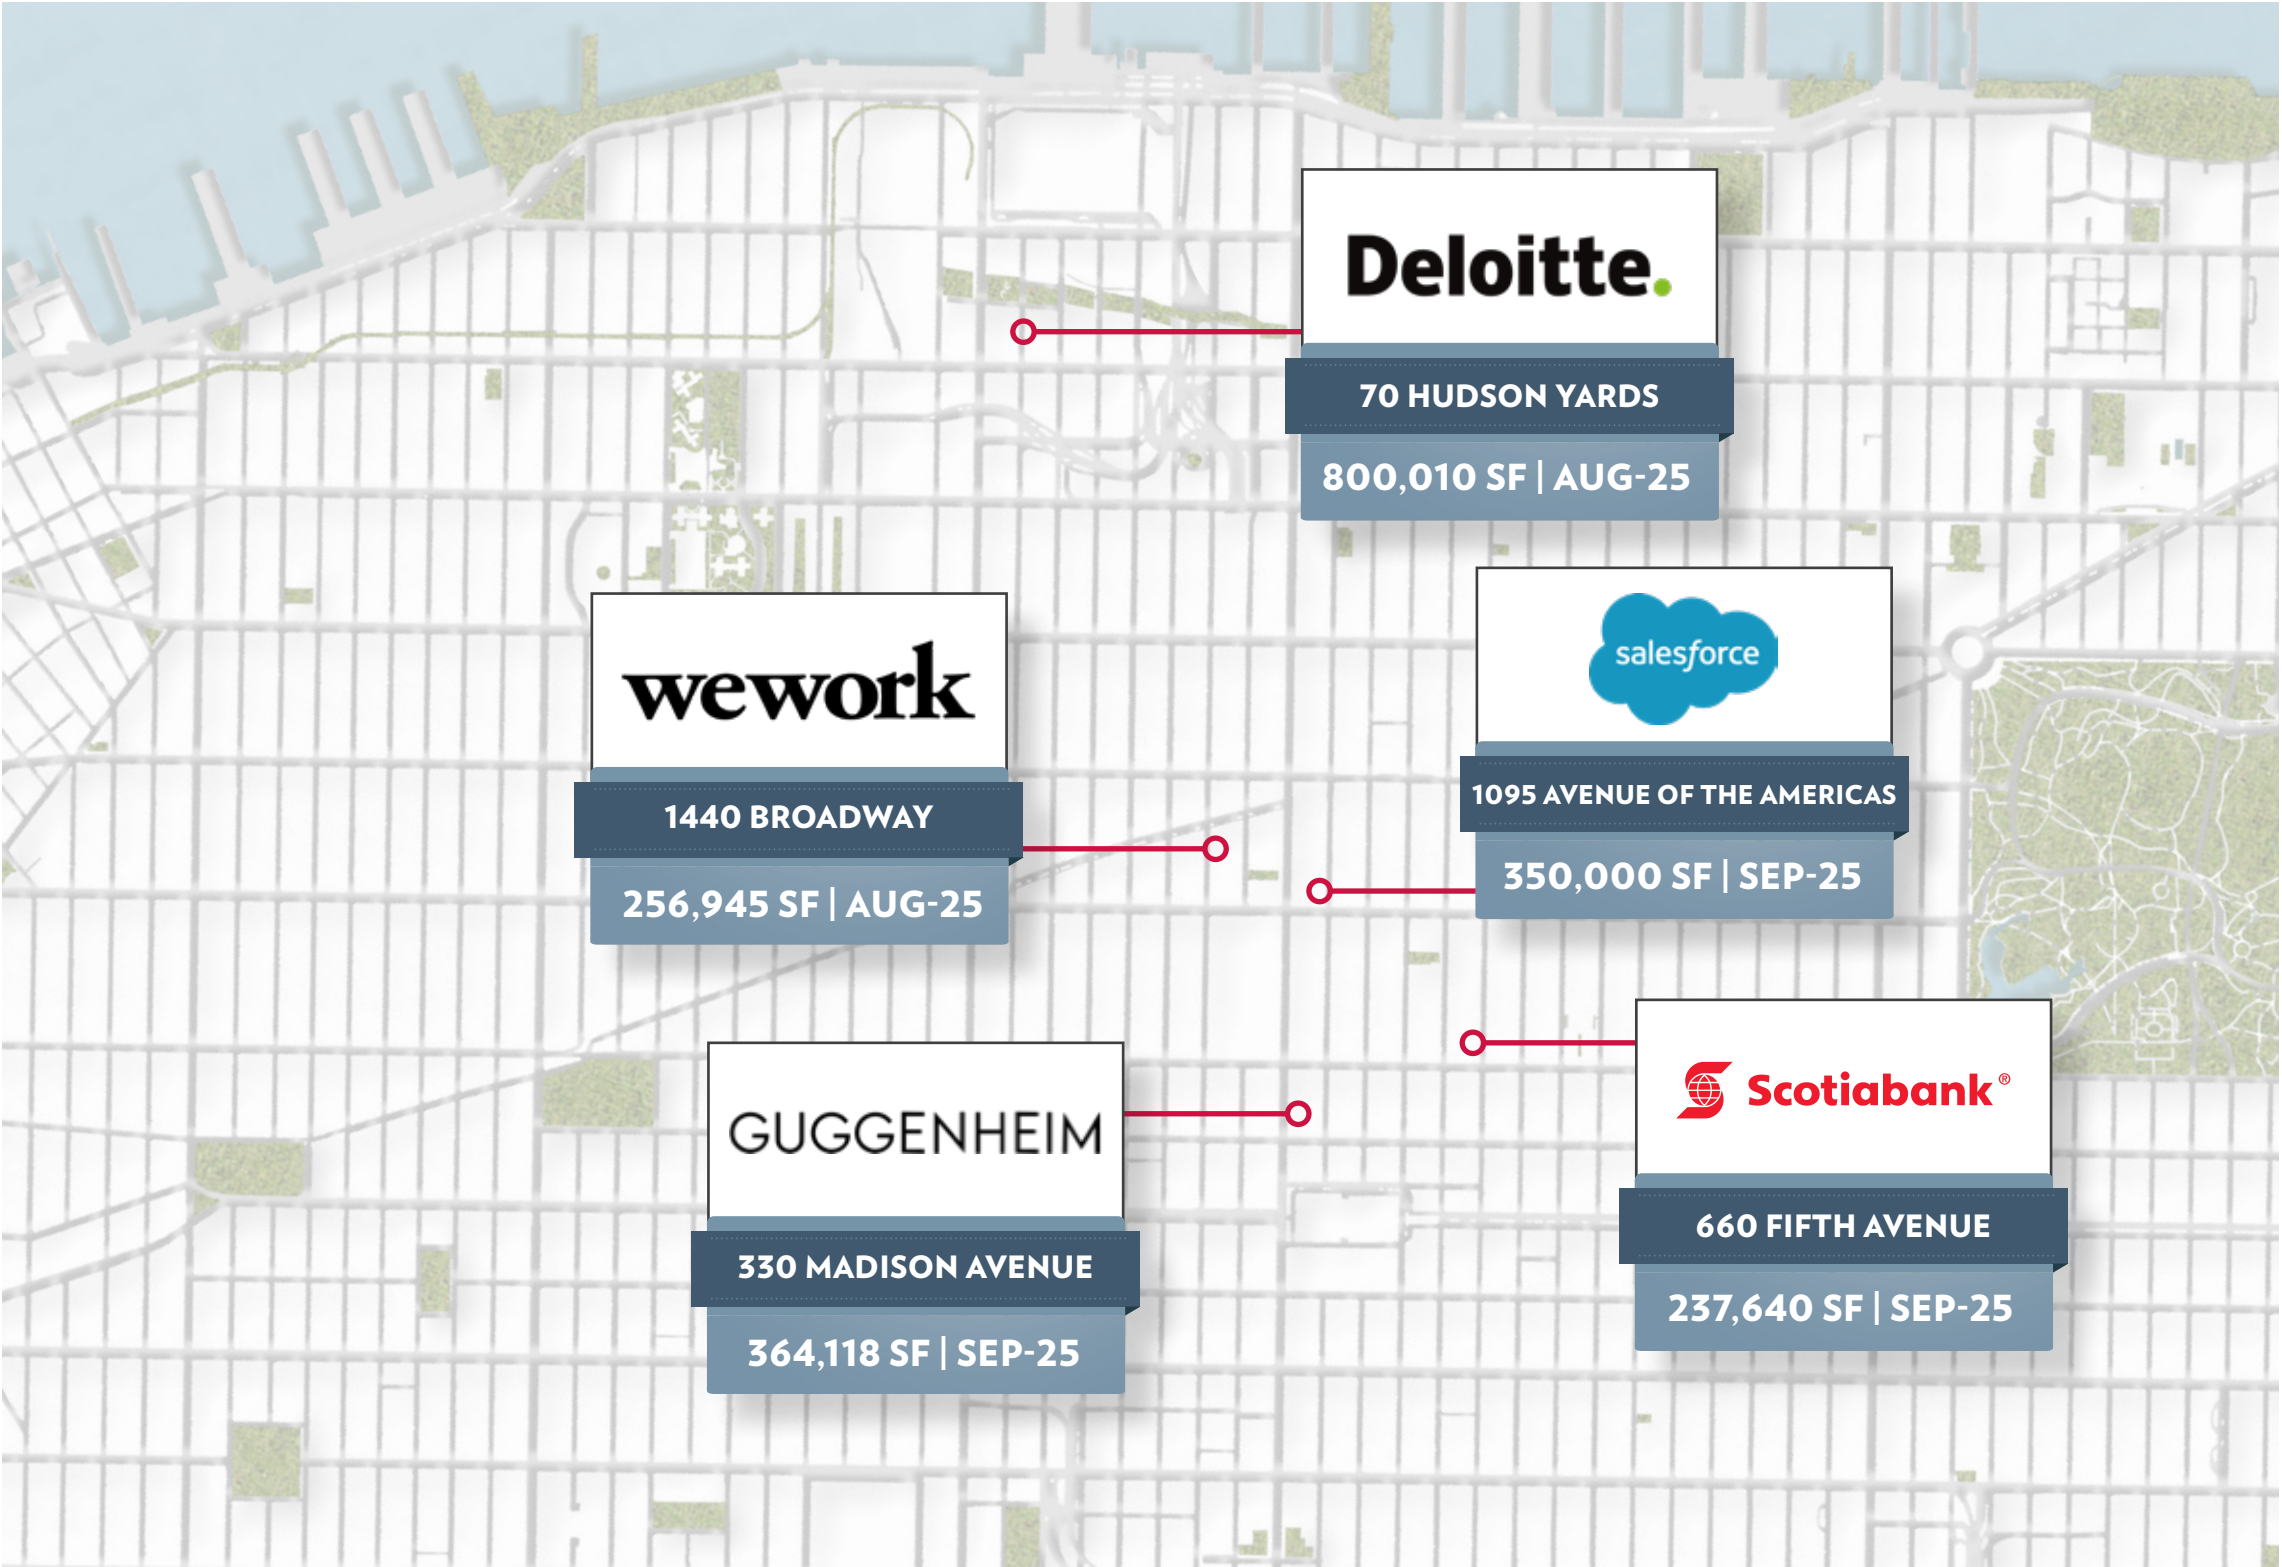 Deloitte.
70 HUDSON YARDS
800,010 SF | AUG-25
wework
1440 BROADWAY
256,945 SF | AUG-25
salesforce
1095 AVENUE OF THE AMERICAS
350,000 SF | SEP-25
GUGGENHEIM
330 MADISON AVENUE
364,118 SF | SEP-25
Scotiabank®
660 FIFTH AVENUE
237,640 SF | SEP-25